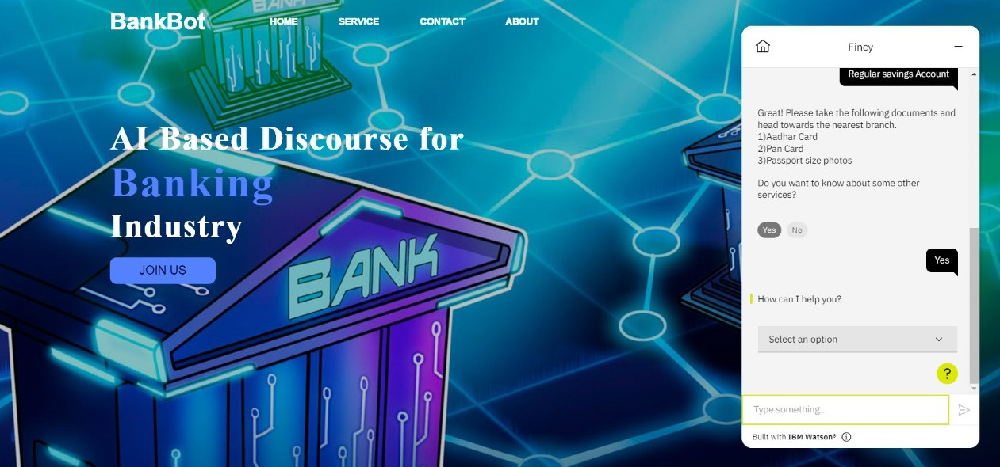 BankBot
HOME
SERVICE
CONTACT
ABOUT
BANK
AI Based Discourse for
Banking
Industry
JOIN US
BANK
Fincy
Regular savings Account
Great! Please take the following documents and
head towards the nearest branch.
1)Aadhar Card
2)Pan Card
3)Passport size photos
Do you want to know about some other
services?
Yes
No
Yes
How can I help you?
Select an option
?
Type something...
Built with IBM Watson®